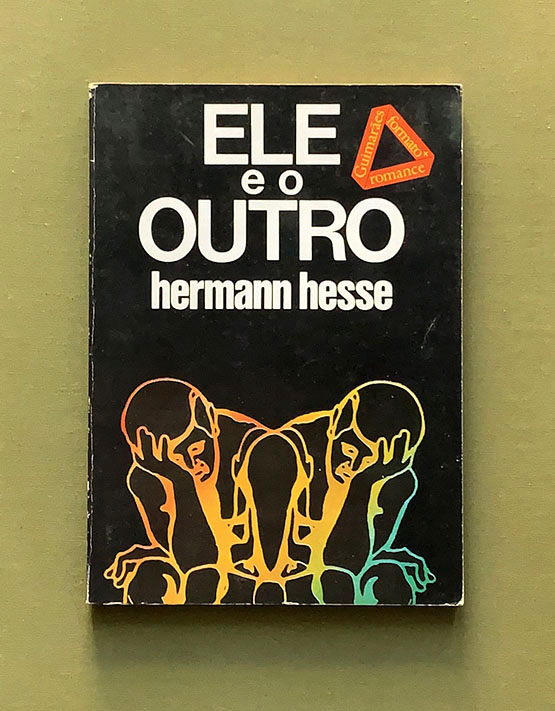 ELE
e o
OUTRO
hermann hesse
Guimarães
formato+
romance